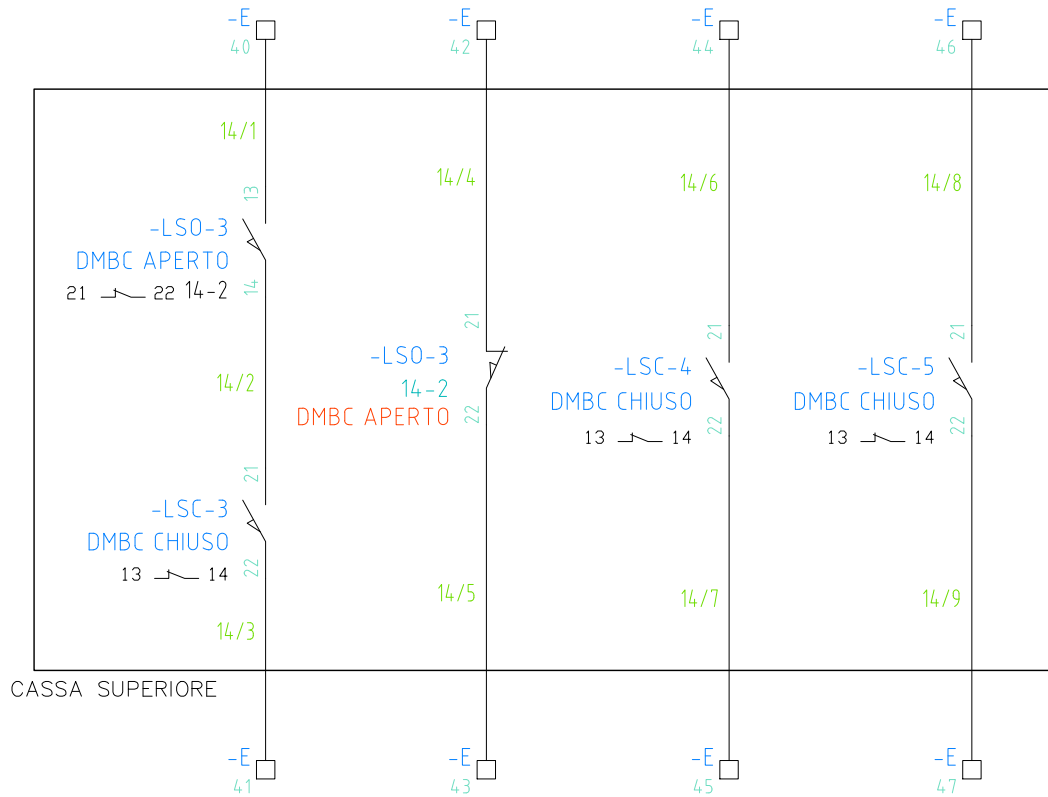 -E
40
-E
42
-E
44
-E
46
14/1
14/4
14/6
14/8
13
-LSO-3
DMBC APERTO
21 22 14-2
14
21
-LSO-3
14-2
DMBC APERTO
22
21
-LSC-4
DMBC CHIUSO
13 14
22
21
-LSC-5
DMBC CHIUSO
13 14
22
14/2
21
-LSC-3
DMBC CHIUSO
13 14
22
14/3
14/5
14/7
14/9
CASSA SUPERIORE
-E
41
-E
43
-E
45
-E
47